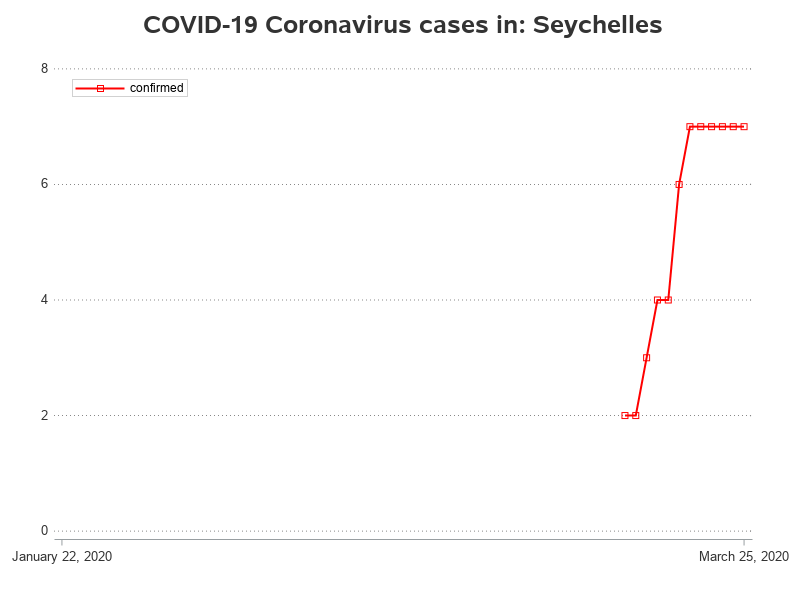 COVID-19 Coronavirus cases in: Seychelles
8
confirmed
6
4
2
0
January 22, 2020
March 25, 2020